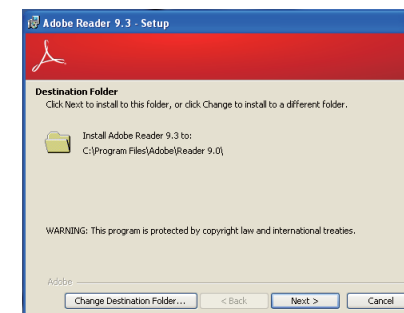 Adobe Reader 9.3 - Setup
Destination Folder
Click Next to install to this folder, or click Change to install to a different folder.
Install Adobe Reader 9.3 to:
C:\Program Files\Adobe\Reader 9.0\
WARNING: This program is protected by copyright law and international treaties.
Adobe
Change Destination Folder... < Back Next > Cancel